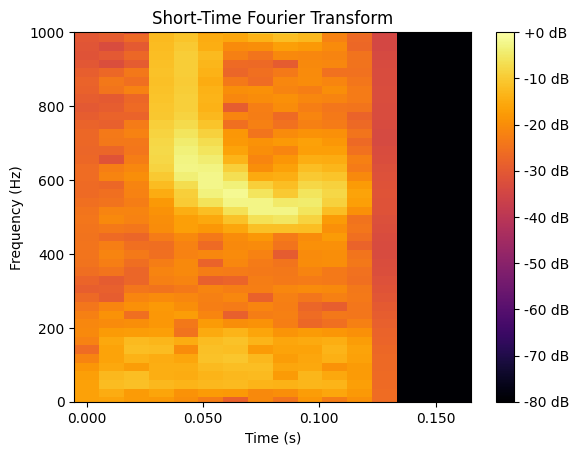 Short-Time Fourier Transform
1000
800
600
400
200
0
Frequency (Hz)
0.000
0.050
0.100
0.150
Time (s)
+0 dB
-10 dB
-20 dB
-30 dB
-40 dB
-50 dB
-60 dB
-70 dB
-80 dB